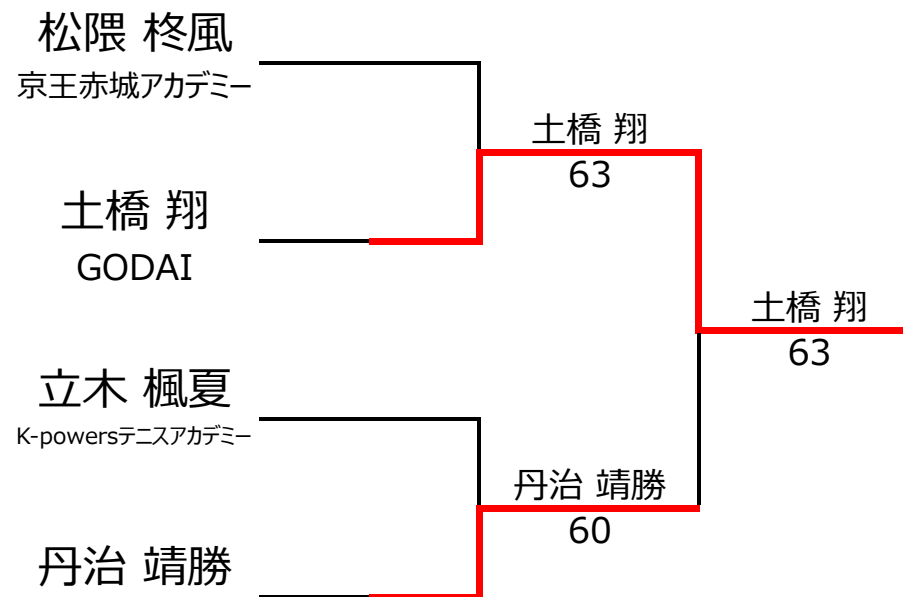 松隈 柊風
京王赤城アカデミー
土橋 翔
63
土橋 翔
GODAI
土橋 翔
63
立木 楓夏
K-powersテニスアカデミー
丹治 靖勝
60
丹治 靖勝